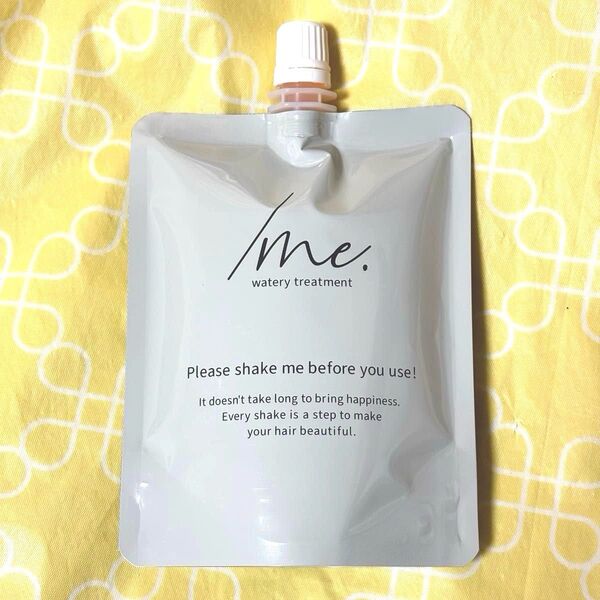 /me.
watery treatment
Please shake me before you use!
It doesn't take long to bring happiness.
Every shake is a step to make
your hair beautiful.